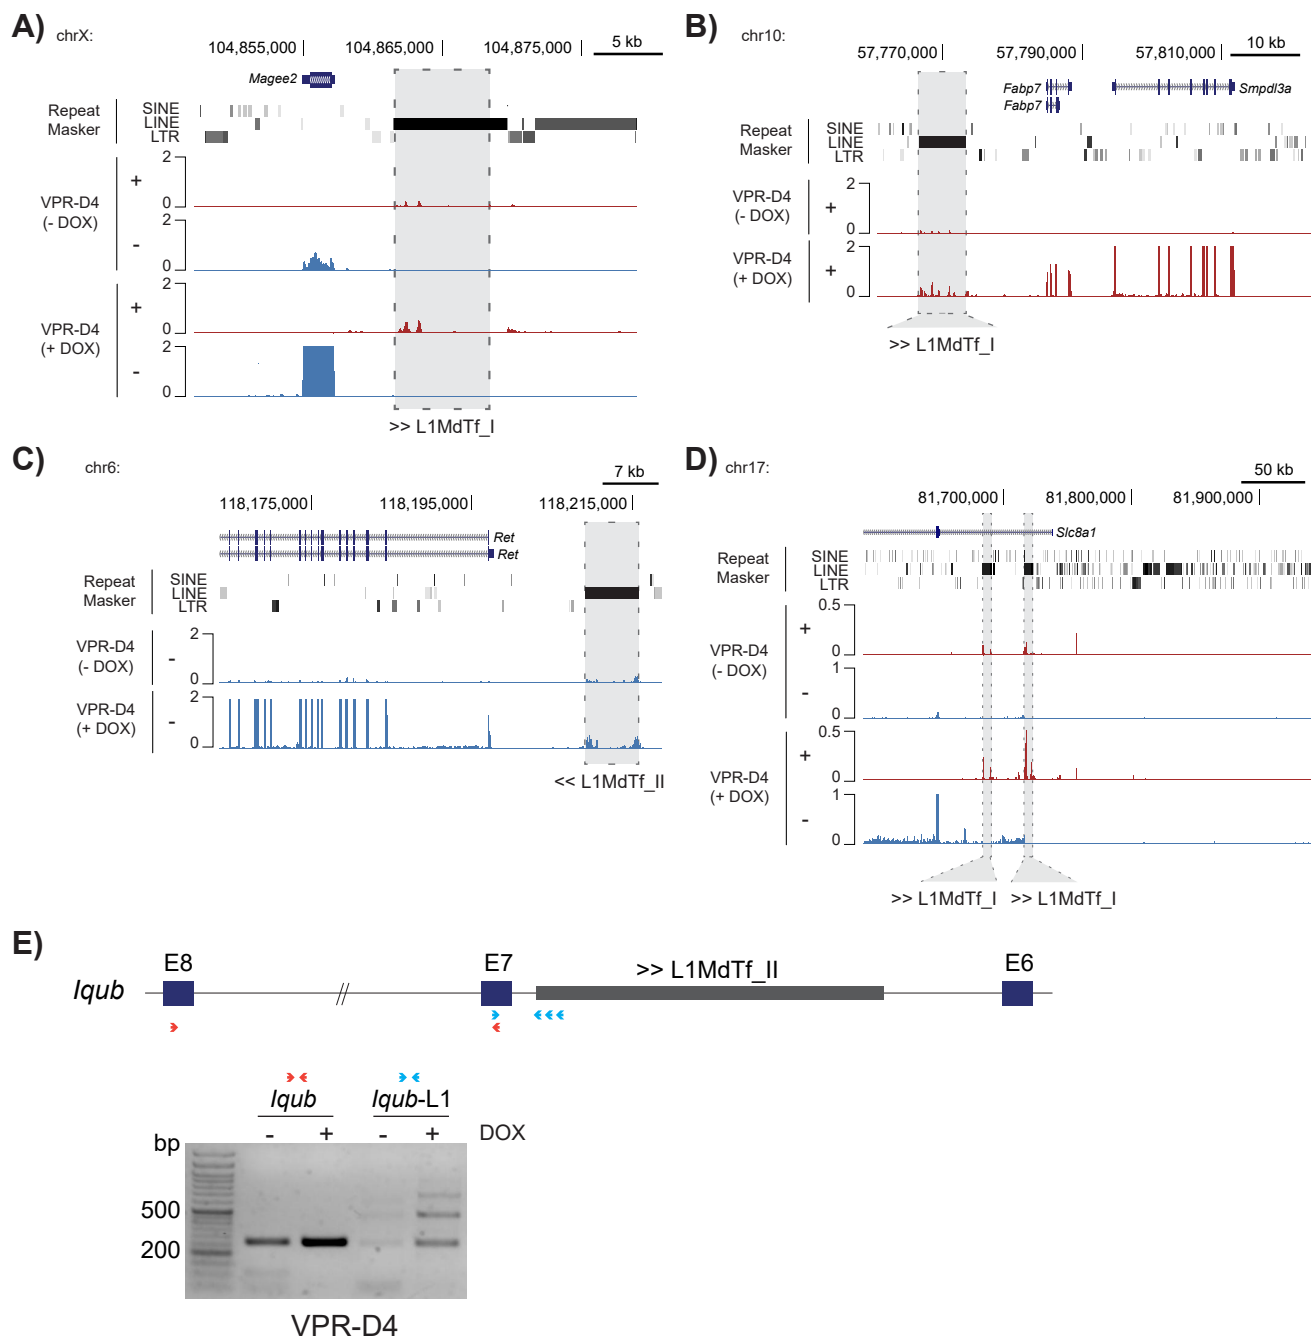 A)
chrX:
104,855,000
104,865,000
104,875,000
5 kb
Magee2
Repeat Masker
SINE
LINE
LTR
VPR-D4 (- DOX)
+
2
0
-
2
0
VPR-D4 (+ DOX)
+
2
0
-
2
0
>> L1MdTf_I
B)
chr10:
57,770,000
57,790,000
57,810,000
10 kb
Fabp7
Fabp7
Smpdl3a
Repeat Masker
SINE
LINE
LTR
VPR-D4 (- DOX)
+
2
0
VPR-D4 (+ DOX)
+
2
0
>> L1MdTf_I
C)
chr6:
118,175,000
118,195,000
118,215,000
7 kb
Ret
Ret
Repeat Masker
SINE
LINE
LTR
VPR-D4 (- DOX)
-
2
0
VPR-D4 (+ DOX)
-
2
0
<< L1MdTf_II
D)
chr17:
81,700,000
81,800,000
81,900,000
50 kb
Slc8a1
Repeat Masker
SINE
LINE
LTR
VPR-D4 (- DOX)
+
0.5
0
-
1
0
VPR-D4 (+ DOX)
+
0.5
0
-
1
0
>> L1MdTf_I
>> L1MdTf_I
E)
Iqub
E8
E7
>> L1MdTf_II
E6
Iqub
Iqub-L1
- + - + DOX
bp
500
200
VPR-D4